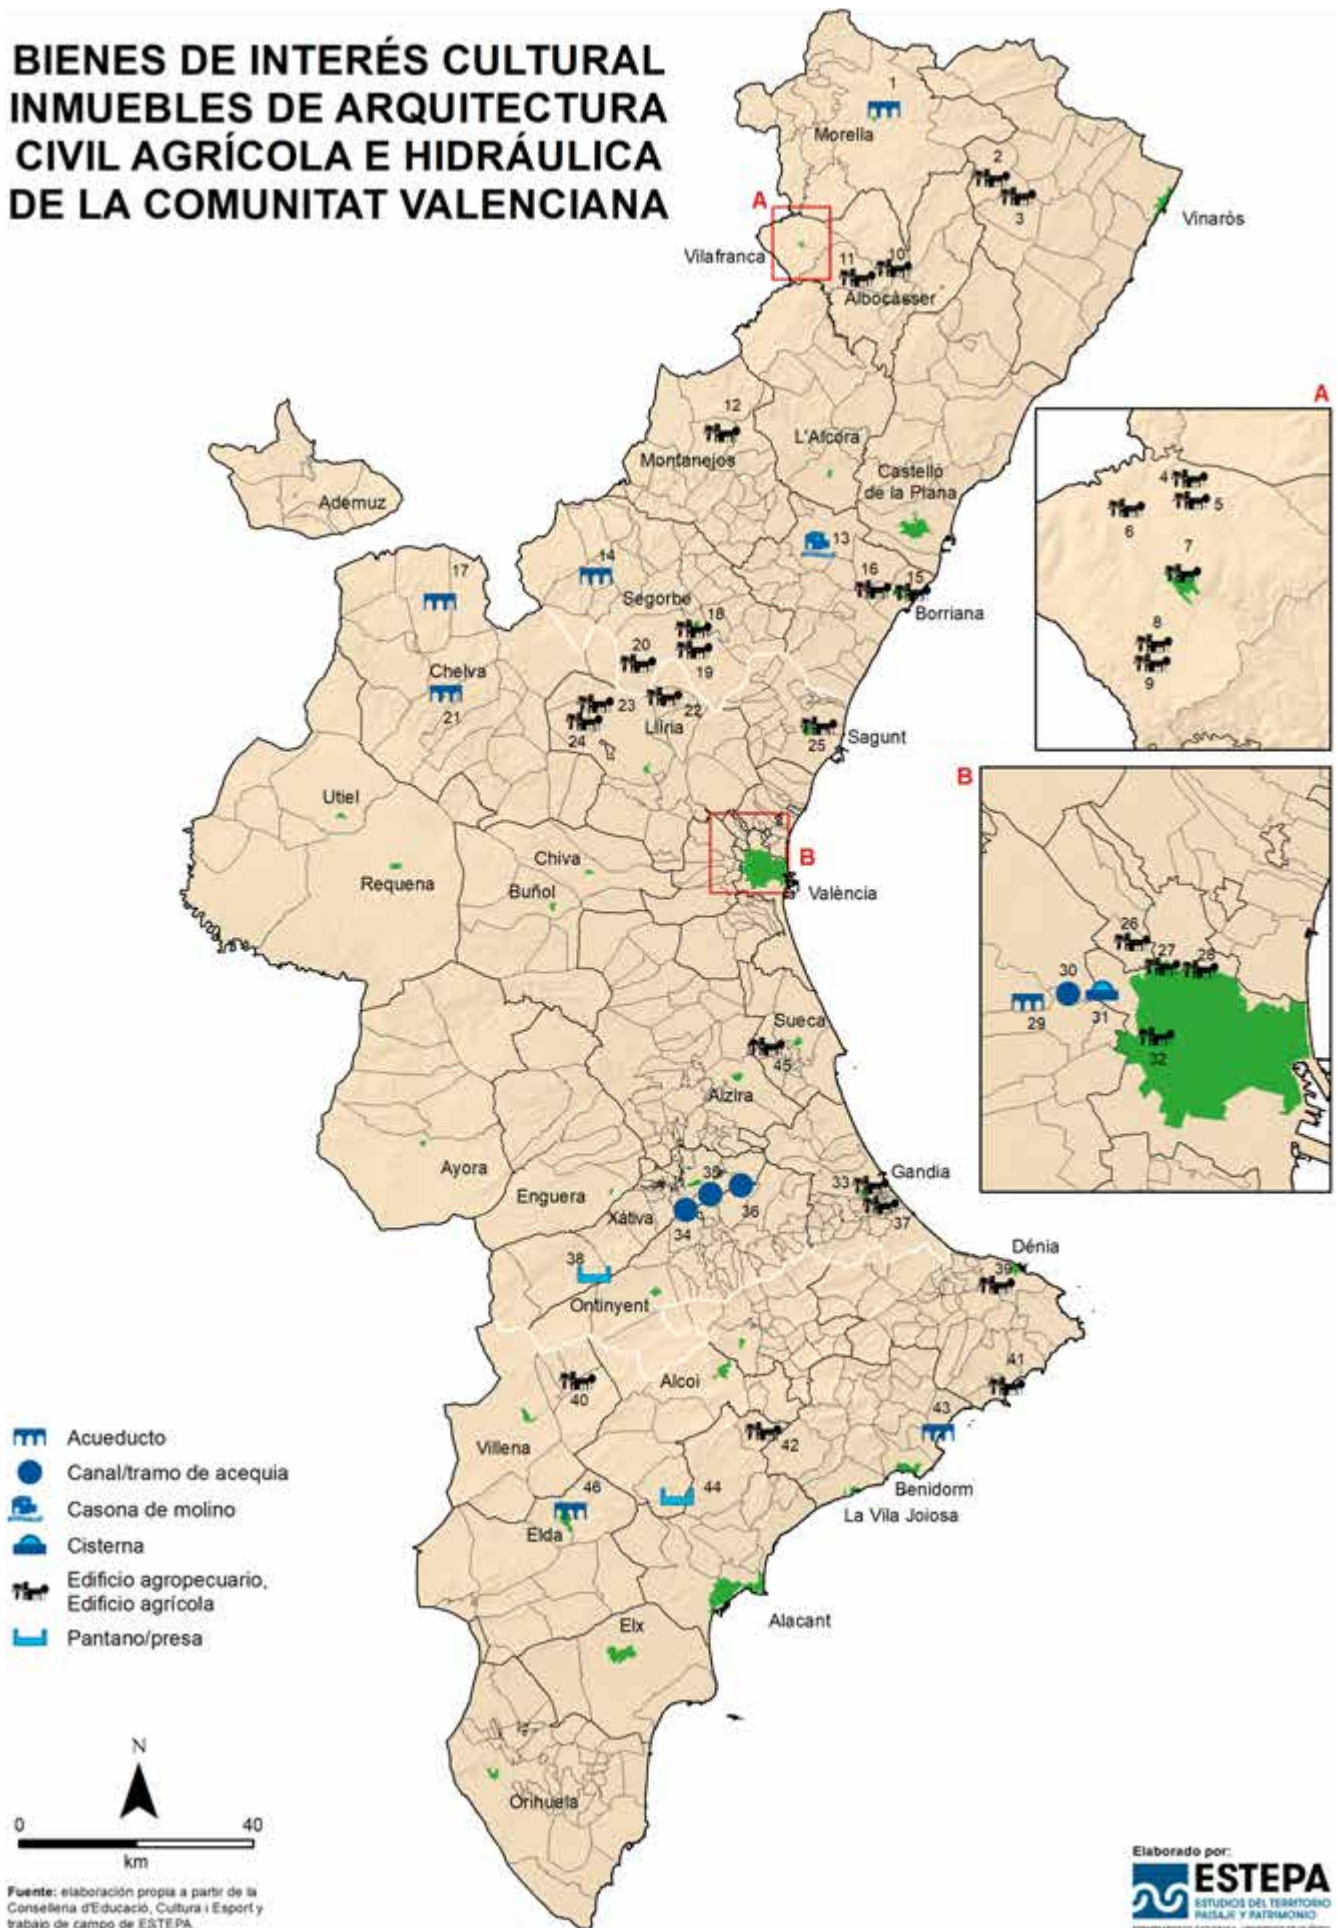 BIENES DE INTERÉS CULTURAL
INMUEBLES DE ARQUITECTURA
CIVIL AGRÍCOLA E HIDRÁULICA
DE LA COMUNITAT VALENCIANA
1
Morella
2
3
A
Vinaròs
Vilafranca
11
10
Albocàsser
12
Montanejos
L'Alcora
Castelló
de la Plana
Ademuz
13
14
17
16
15
Segorbe
Borriana
18
20
19
Chelva
21
23
22
Llíria
24
25
Sagunt
Utiel
Chiva
B
Requena
Buñol
València
Sueca
45
Alzira
Ayora
Enguera
Xàtiva
35
36
34
33
Gandia
37
38
Ontinyent
Dénia
39
40
Alcoi
41
43
42
Villena
46
44
Benidorm
La Vila Joiosa
Elda
Alacant
Elx
Orihuela
A
4
5
6
7
8
9
B
26
27
28
30
29
31
32
Acueducto
Canal/tramo de acequia
Casona de molino
Cisterna
Edificio agropecuario,
Edificio agrícola
Pantano/presa
N
0 40
km
Fuente: elaboración propia a partir de la
Conselleria d'Educació, Cultura i Esport y
trabajo de campo de ESTEPA.
Elaborado por:
ESTEPA
ESTUDIOS DEL TERRITORIO
PAISAJE Y PATRIMONIO